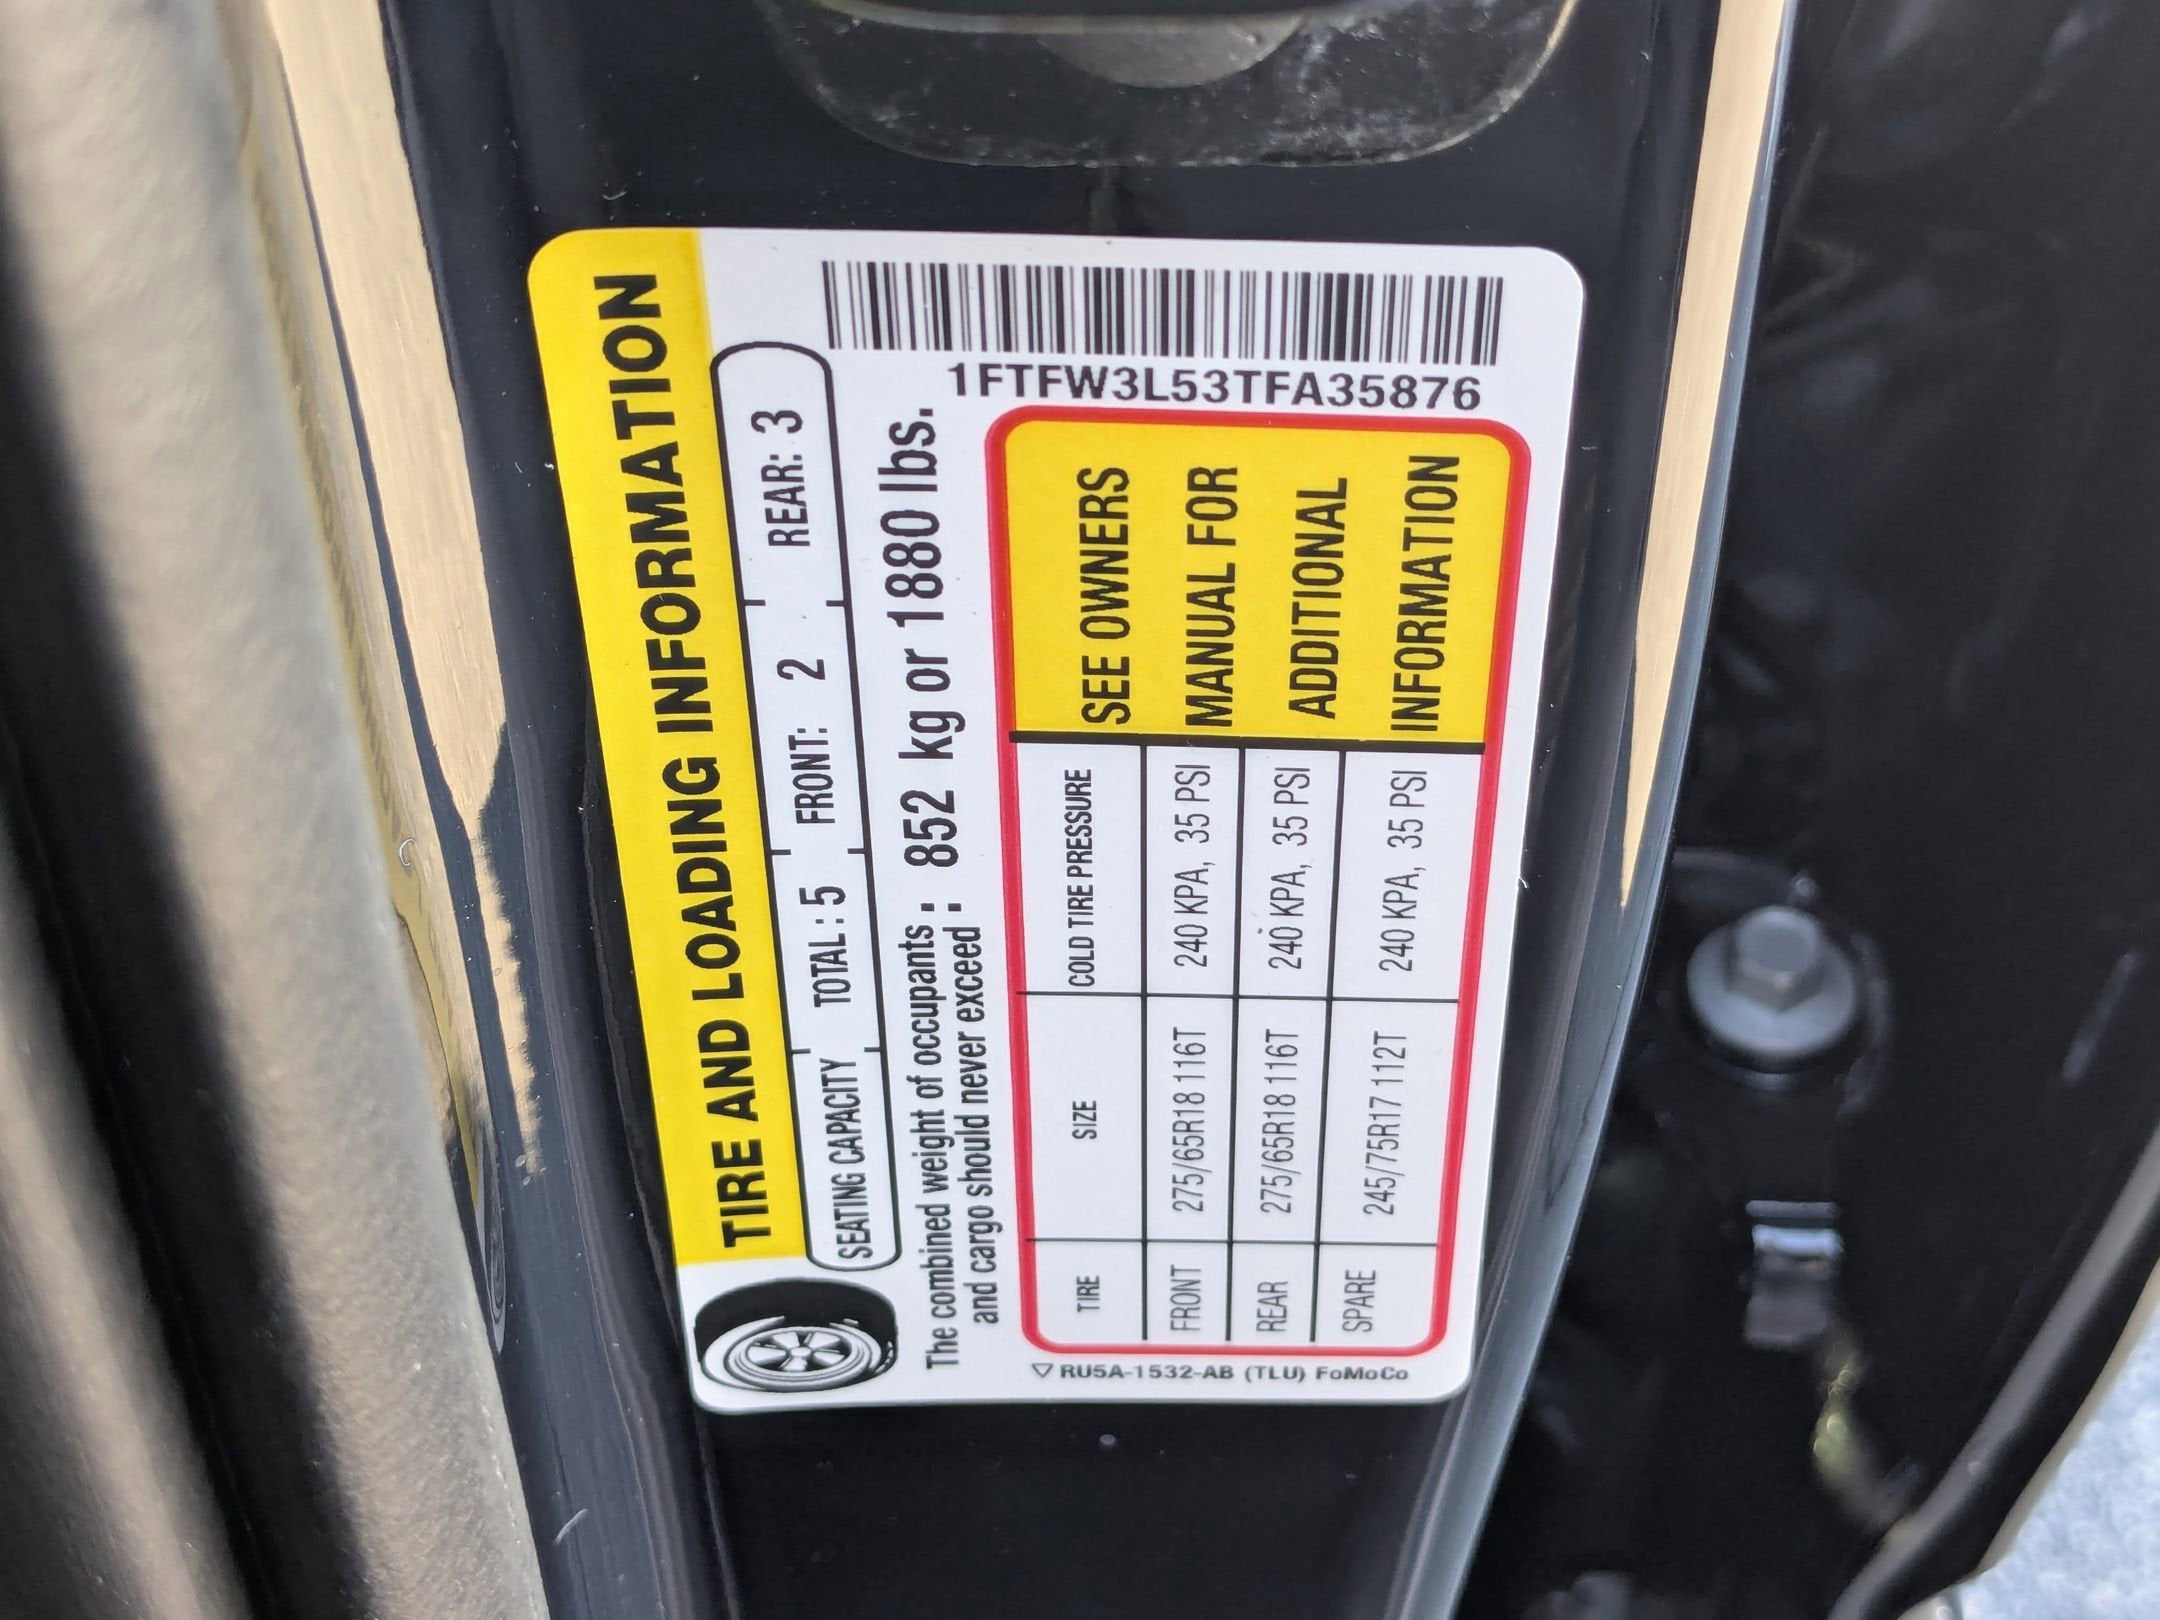 TIRE AND LOADING INFORMATION
SEATING CAPACITY TOTAL : 5 FRONT: 2 REAR: 3
The combined weight of occupants : 852 kg or 1880 lbs.
and cargo should never exceed :
1FTFW3L53TFA35876
TIRE SIZE COLD TIRE PRESSURE
FRONT 275/65R18 116T 240 KPA, 35 PSI
REAR 275/65R18 116T 240 KPA, 35 PSI
SPARE 245/75R17 112T 240 KPA, 35 PSI
SEE OWNERS
MANUAL FOR
ADDITIONAL
INFORMATION
RU5A-1532-AB (TLU) FoMoCo